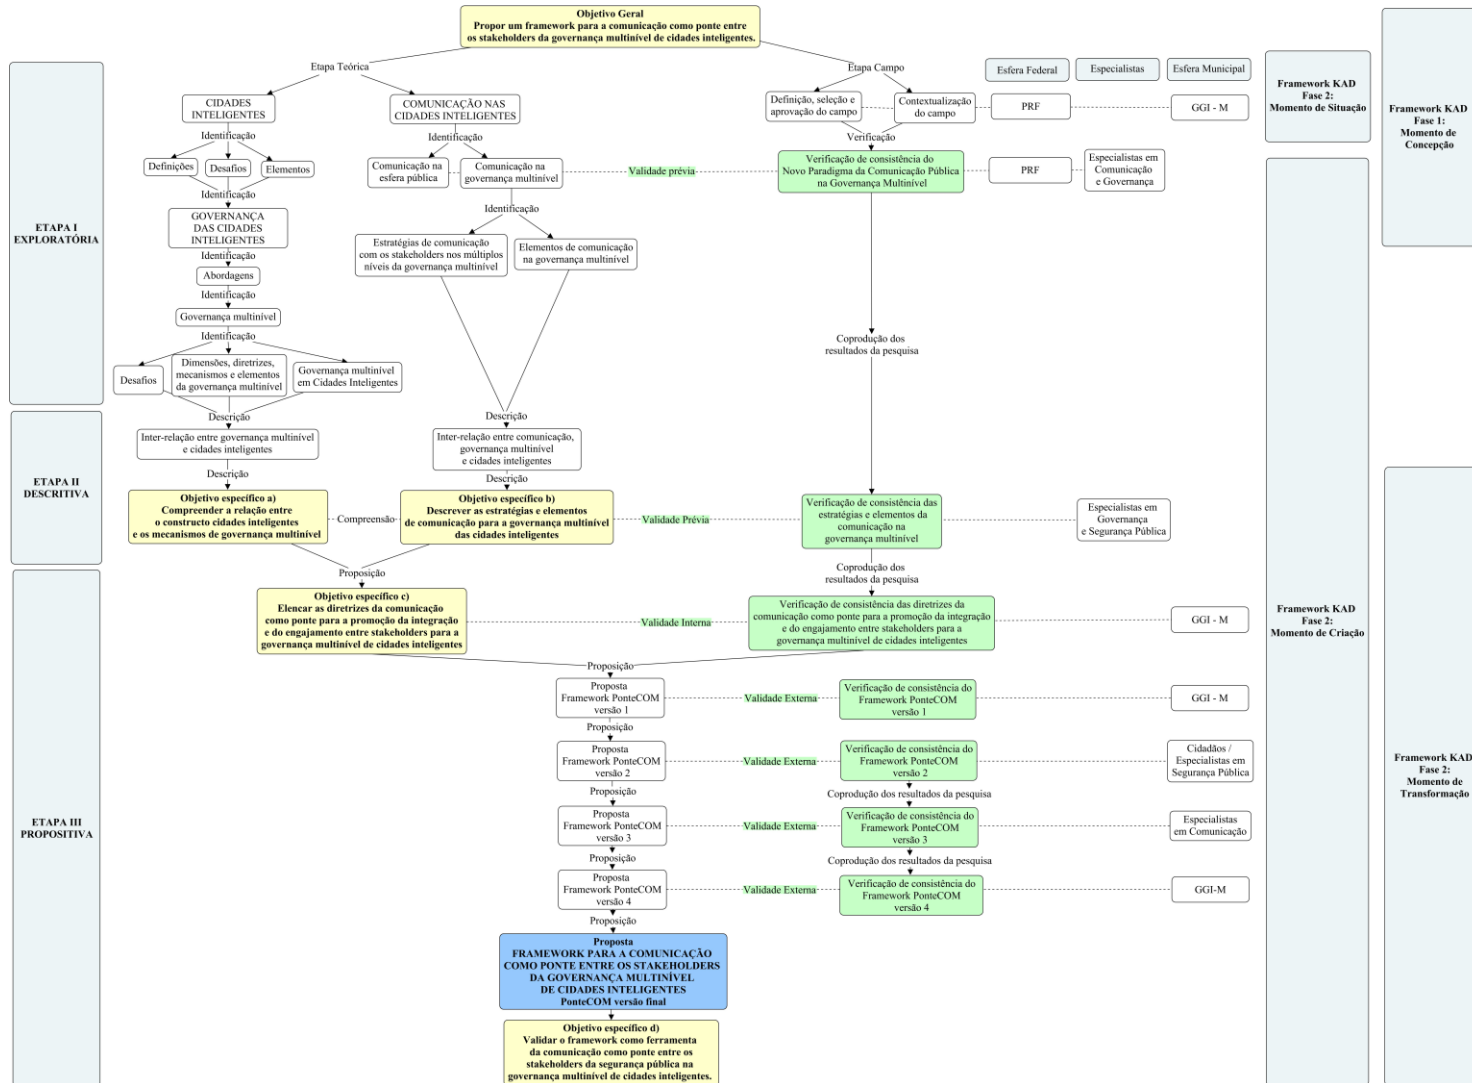 Objetivo Geral
Propor um framework para a comunicação como ponte entre
os stakeholders da governança multinível de cidades inteligentes.
Etapa Teórica
Etapa Campo
Esfera Federal
Especialistas
Esfera Municipal
Framework KAD
Fase 2:
Momento de Situação
Framework KAD
Fase 1:
Momento de
Concepção
CIDADES
INTELIGENTES
COMUNICAÇÃO NAS
CIDADES INTELIGENTES
Definição, seleção e
aprovação do campo
Contextualização
do campo
PRF
GGI - M
Identificação
Identificação
Verificação
Definições
Desafios
Elementos
Comunicação na
esfera pública
Comunicação na
governança multinível
Validade prévia
Verificação de consistência do
Novo Paradigma da Comunicação Pública
na Governança Multinível
PRF
Especialistas em
Comunicação
e Governança
Identificação
Identificação
ETAPA I
EXPLORATÓRIA
GOVERNANÇA
DAS CIDADES
INTELIGENTES
Estratégias de comunicação
com os stakeholders nos múltiplos
níveis da governança multinível
Elementos de comunicação
na governança multinível
Identificação
Abordagens
Identificação
Governança multinível
Identificação
Coprodução dos
resultados da pesquisa
Desafios
Dimensões, diretrizes,
mecanismos e elementos
da governança multinível
Governança multinível
em Cidades Inteligentes
Descrição
Descrição
Inter-relação entre governança multinível
e cidades inteligentes
Inter-relação entre comunicação,
governança multinível
e cidades inteligentes
Descrição
Descrição
ETAPA II
DESCRITIVA
Objetivo específico a)
Compreender a relação entre
o constructo cidades inteligentes
e os mecanismos de governança multinível
Compreensão
Objetivo específico b)
Descrever as estratégias e elementos
de comunicação para a governança multinível
das cidades inteligentes
Validade Prévia
Verificação de consistência das
estratégias e elementos da
comunicação na
governança multinível
Especialistas em
Governança
e Segurança Pública
Proposição
Coprodução dos
resultados da pesquisa
Objetivo específico c)
Elencar as diretrizes da comunicação
como ponte para a promoção da integração
e do engajamento entre stakeholders para a
governança multinível de cidades inteligentes
Validade Interna
Verificação de consistência das diretrizes da
comunicação como ponte para a promoção da integração
e do engajamento entre stakeholders para a
governança multinível de cidades inteligentes
GGI - M
Framework KAD
Fase 2:
Momento de Criação
Proposição
Proposta
Framework PonteCOM
versão 1
Validade Externa
Verificação de consistência do
Framework PonteCOM
versão 1
GGI - M
Proposição
Proposta
Framework PonteCOM
versão 2
Validade Externa
Verificação de consistência do
Framework PonteCOM
versão 2
Cidadãos /
Especialistas em
Segurança Pública
Framework KAD
Fase 2:
Momento de
Transformação
Proposição
Coprodução dos resultados da pesquisa
ETAPA III
PROPOSITIVA
Proposta
Framework PonteCOM
versão 3
Validade Externa
Verificação de consistência do
Framework PonteCOM
versão 3
Especialistas
em Comunicação
Proposição
Coprodução dos resultados da pesquisa
Proposta
Framework PonteCOM
versão 4
Validade Externa
Verificação de consistência do
Framework PonteCOM
versão 4
GGI-M
Proposição
Proposta
FRAMEWORK PARA A COMUNICAÇÃO
COMO PONTE ENTRE OS STAKEHOLDERS
DA GOVERNANÇA MULTINÍVEL
DE CIDADES INTELIGENTES
PonteCOM versão final
Objetivo específico d)
Validar o framework como ferramenta
da comunicação como ponte entre os
stakeholders da segurança pública na
governança multinível de cidades inteligentes.